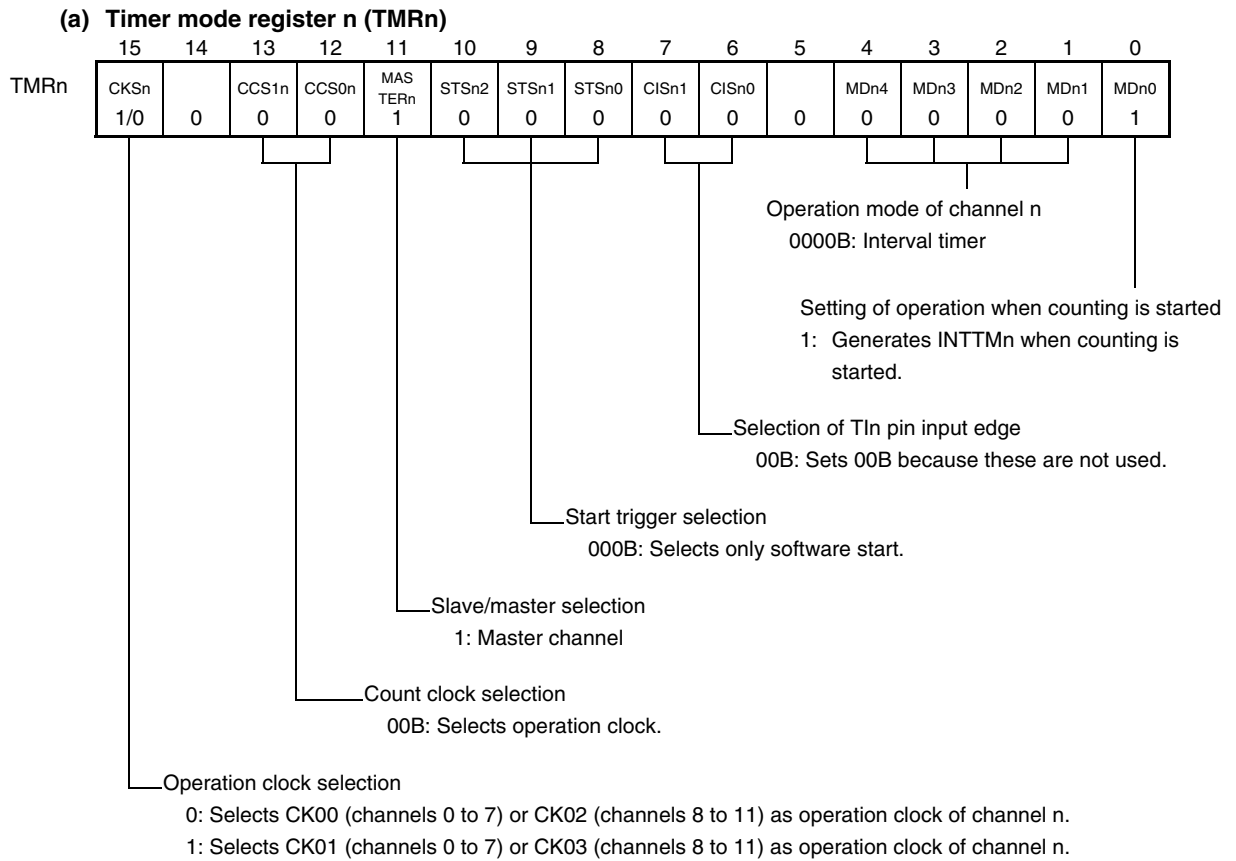 (a) Timer mode register n (TMRn)
15 14 13 12 11 10 9 8 7 6 5 4 3 2 1 0
TMRn
CKSn CCS1n CCS0n MAS TERn STSn2 STSn1 STSn0 CISn1 CISn0 MDn4 MDn3 MDn2 MDn1 MDn0
1/0 0 0 0 1 0 0 0 0 0 0 0 0 0 0 1
Operation mode of channel n
0000B: Interval timer
Setting of operation when counting is started
1: Generates INTTMn when counting is
started.
Selection of TIn pin input edge
00B: Sets 00B because these are not used.
Start trigger selection
000B: Selects only software start.
Slave/master selection
1: Master channel
Count clock selection
00B: Selects operation clock.
Operation clock selection
0: Selects CK00 (channels 0 to 7) or CK02 (channels 8 to 11) as operation clock of channel n.
1: Selects CK01 (channels 0 to 7) or CK03 (channels 8 to 11) as operation clock of channel n.